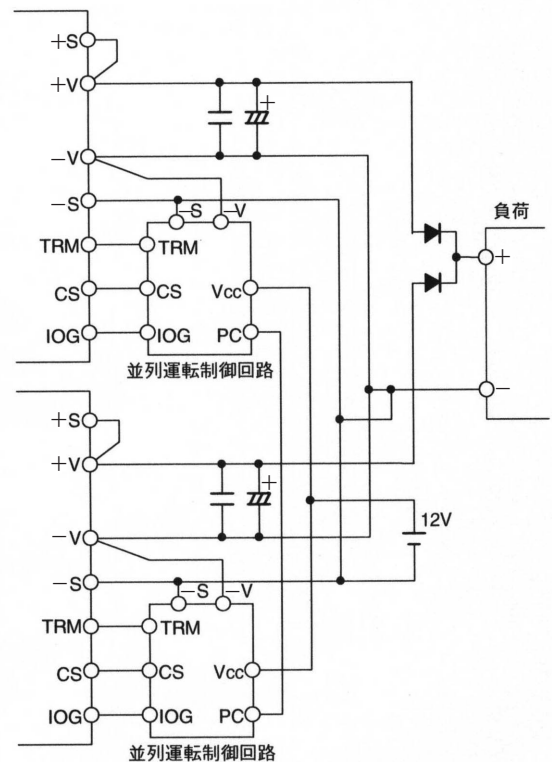 +S
+V
+
−V
−S
−S −V
TRM TRM
CS CS Vcc
IOG IOG PC
並列運転制御回路
負荷
+
−
+S
+V
+
12V
−V
−S
−S −V
TRM TRM
CS CS Vcc
IOG IOG PC
並列運転制御回路